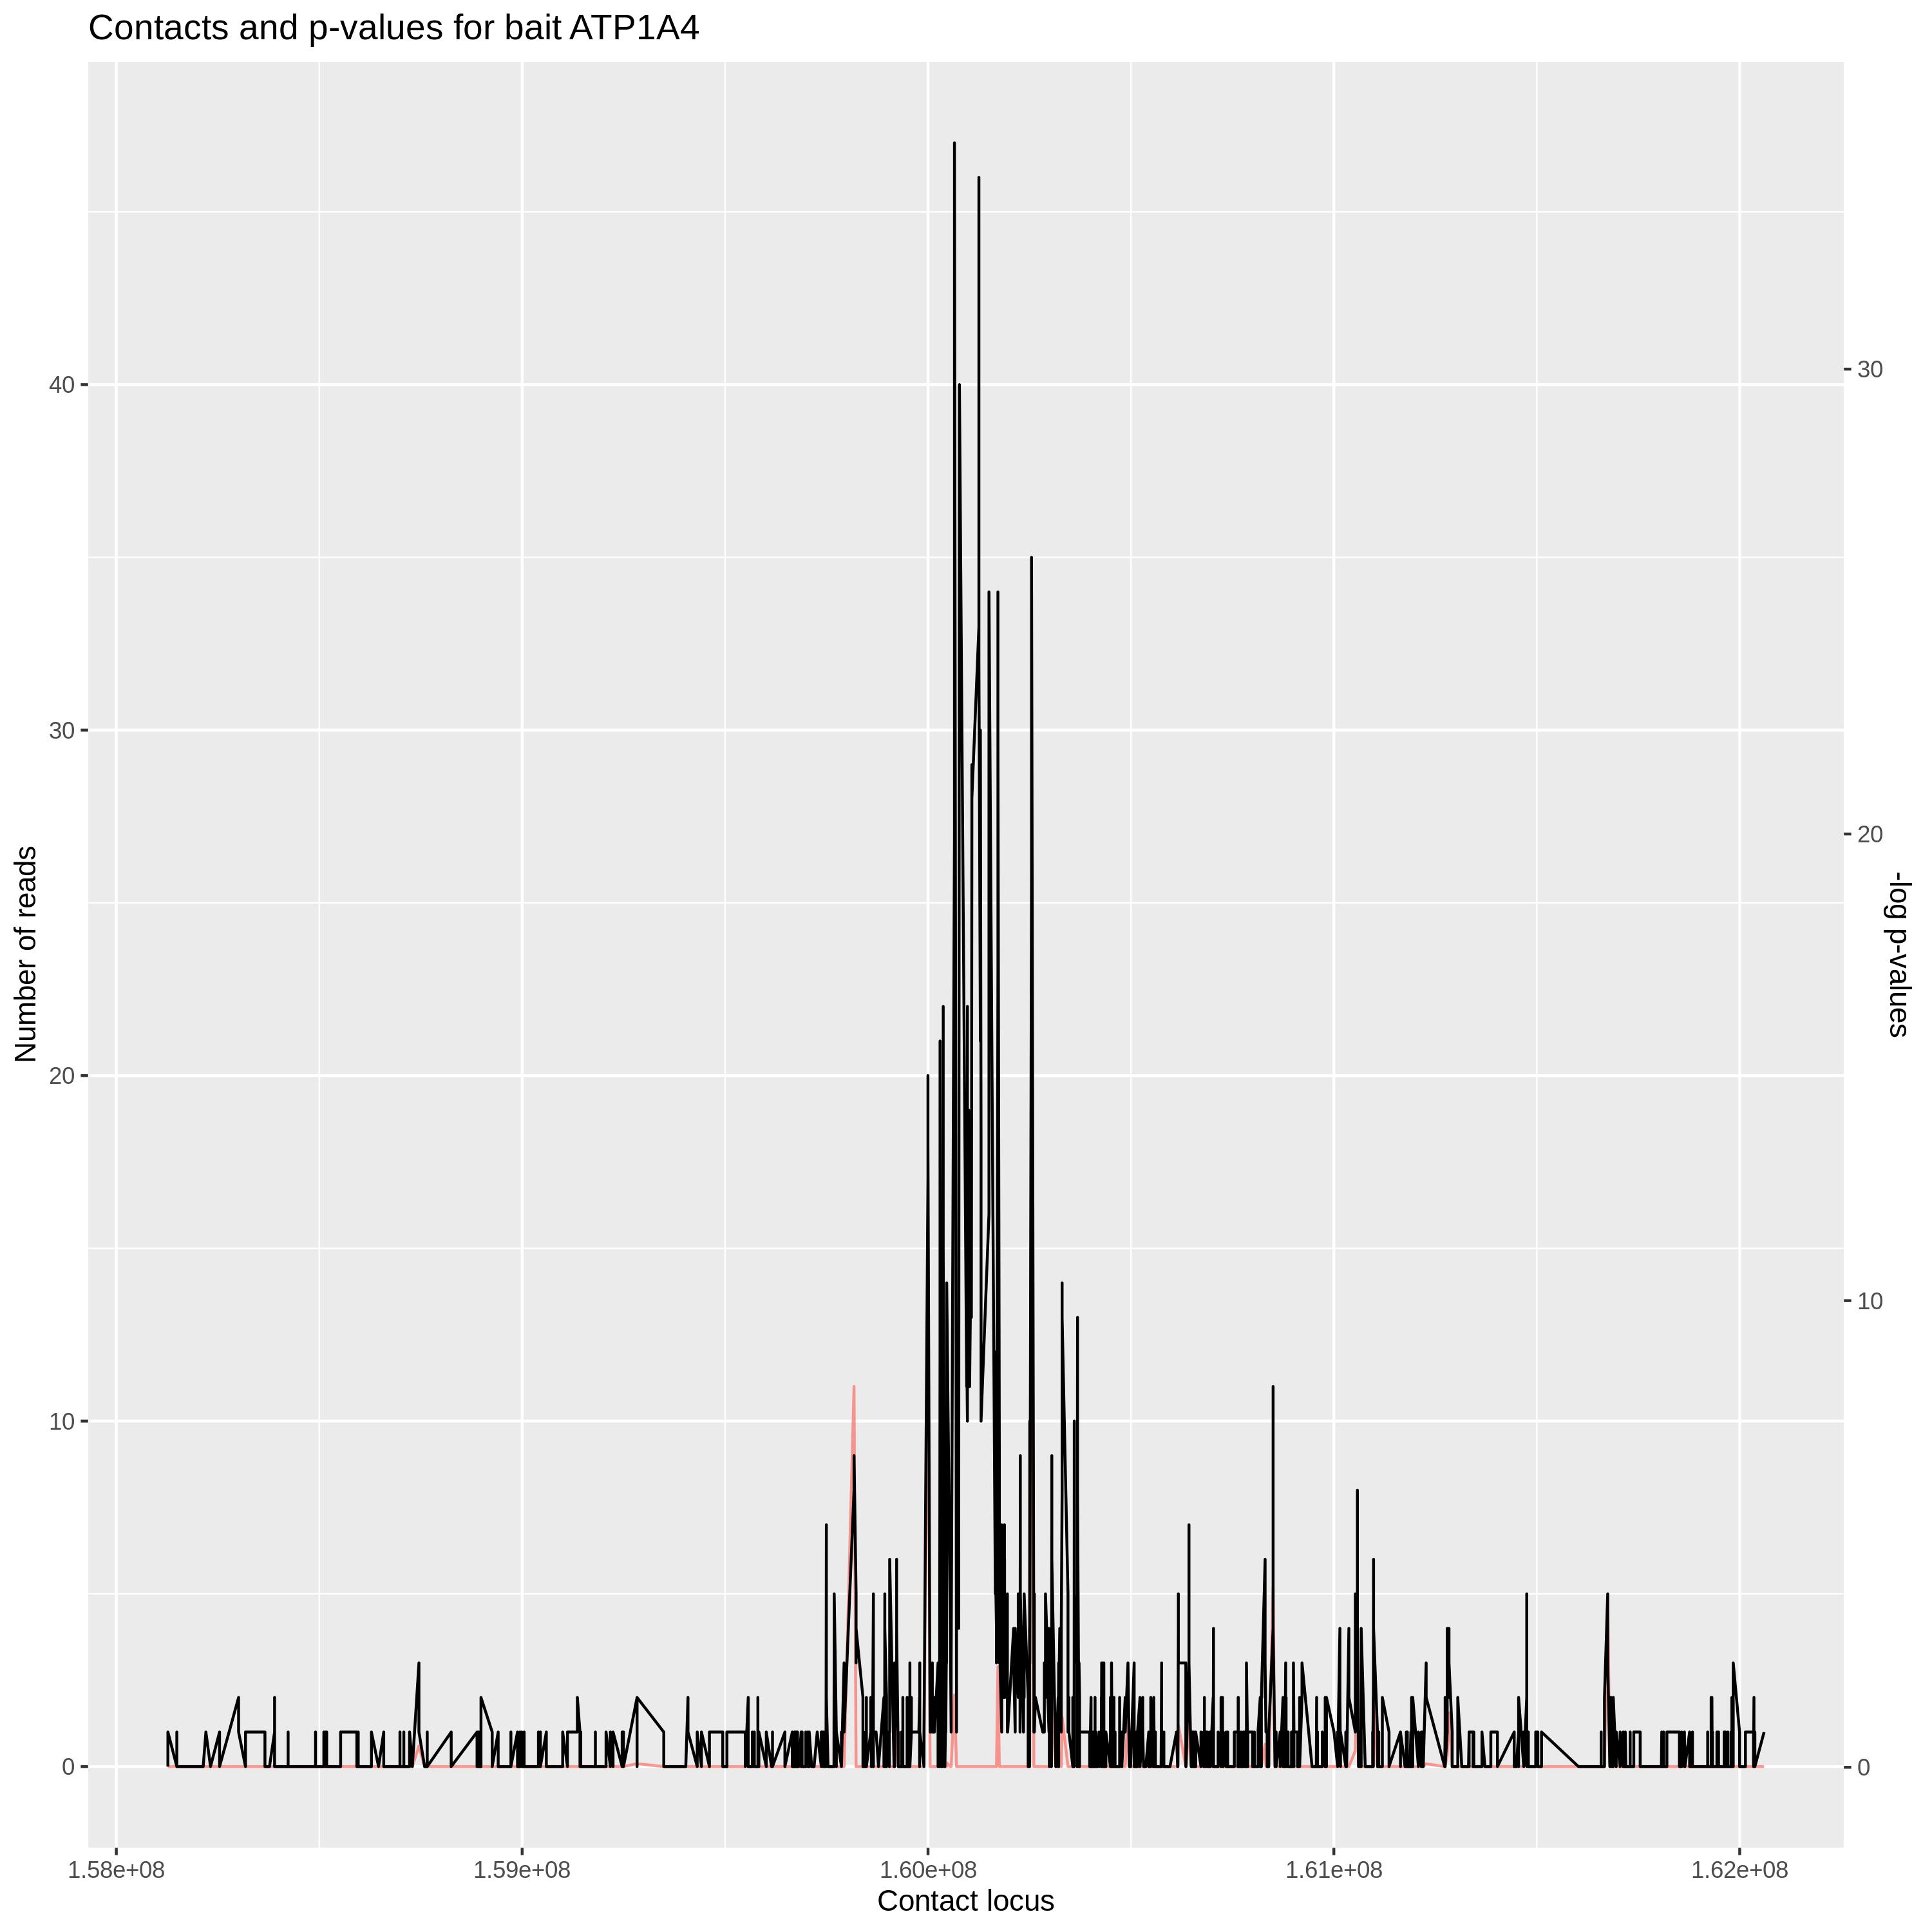 Contacts and p-values for bait ATP1A4
Number of reads
40
30
20
10
0
30
20
10
0
-log p-values
1.58e+08
1.59e+08
1.60e+08
1.61e+08
1.62e+08
Contact locus